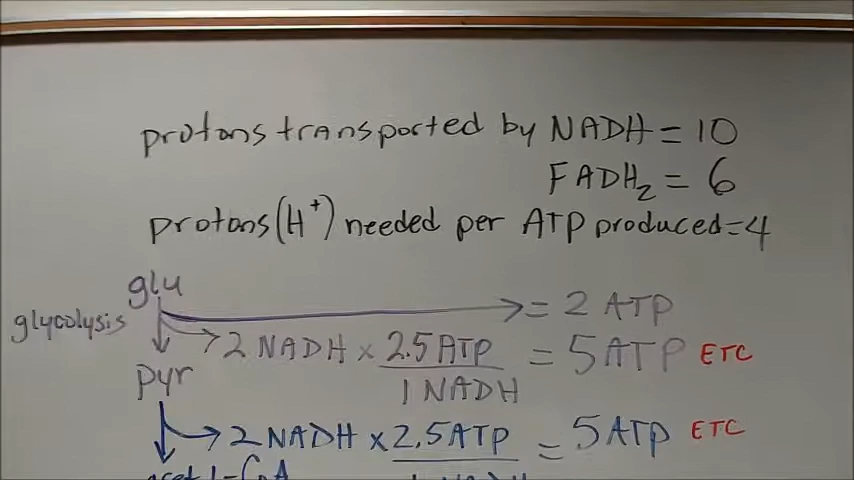 protons transported by NADH = 10
FADH2 = 6
protons (H+) needed per ATP produced = 4
glu
= 2 ATP
glycolysis
2 NADH × 2.5 ATP = 5 ATP ETC
1 NADH
pyr
2 NADH × 2.5 ATP = 5 ATP ETC